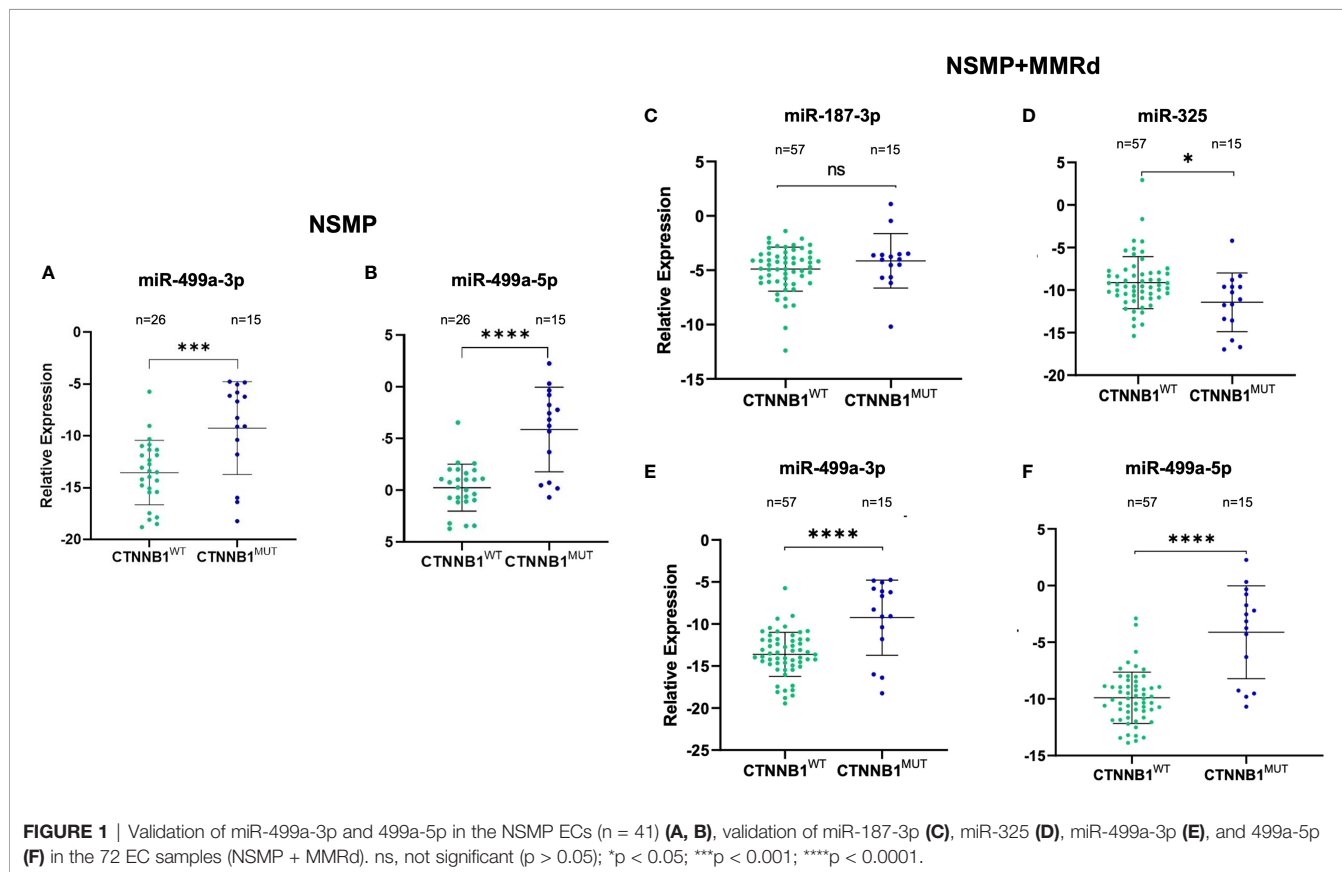 NSMP+MMRd
NSMP
A
miR-499a-3p
n=26 n=15
***
Relative Expression
0
-5
-10
-15
-20
CTNNB1WT CTNNB1MUT
B
miR-499a-5p
n=26 n=15
****
5
0
-5
0
5
CTNNB1WT CTNNB1MUT
C
miR-187-3p
n=57 n=15
ns
Relative Expression
5
0
-5
-10
-15
CTNNB1WT CTNNB1MUT
D
miR-325
n=57 n=15
*
5
0
-5
-10
-15
-20
CTNNB1WT CTNNB1MUT
E
miR-499a-3p
n=57 n=15
****
Relative Expression
0
-5
-10
-15
-20
-25
CTNNB1WT CTNNB1MUT
F
miR-499a-5p
n=57 n=15
****
5
0
-5
-10
-15
CTNNB1WT CTNNB1MUT
FIGURE 1 | Validation of miR-499a-3p and 499a-5p in the NSMP ECs (n = 41) (A, B), validation of miR-187-3p (C), miR-325 (D), miR-499a-3p (E), and 499a-5p
(F) in the 72 EC samples (NSMP + MMRd). ns, not significant (p > 0.05); *p < 0.05; ***p < 0.001; ****p < 0.0001.